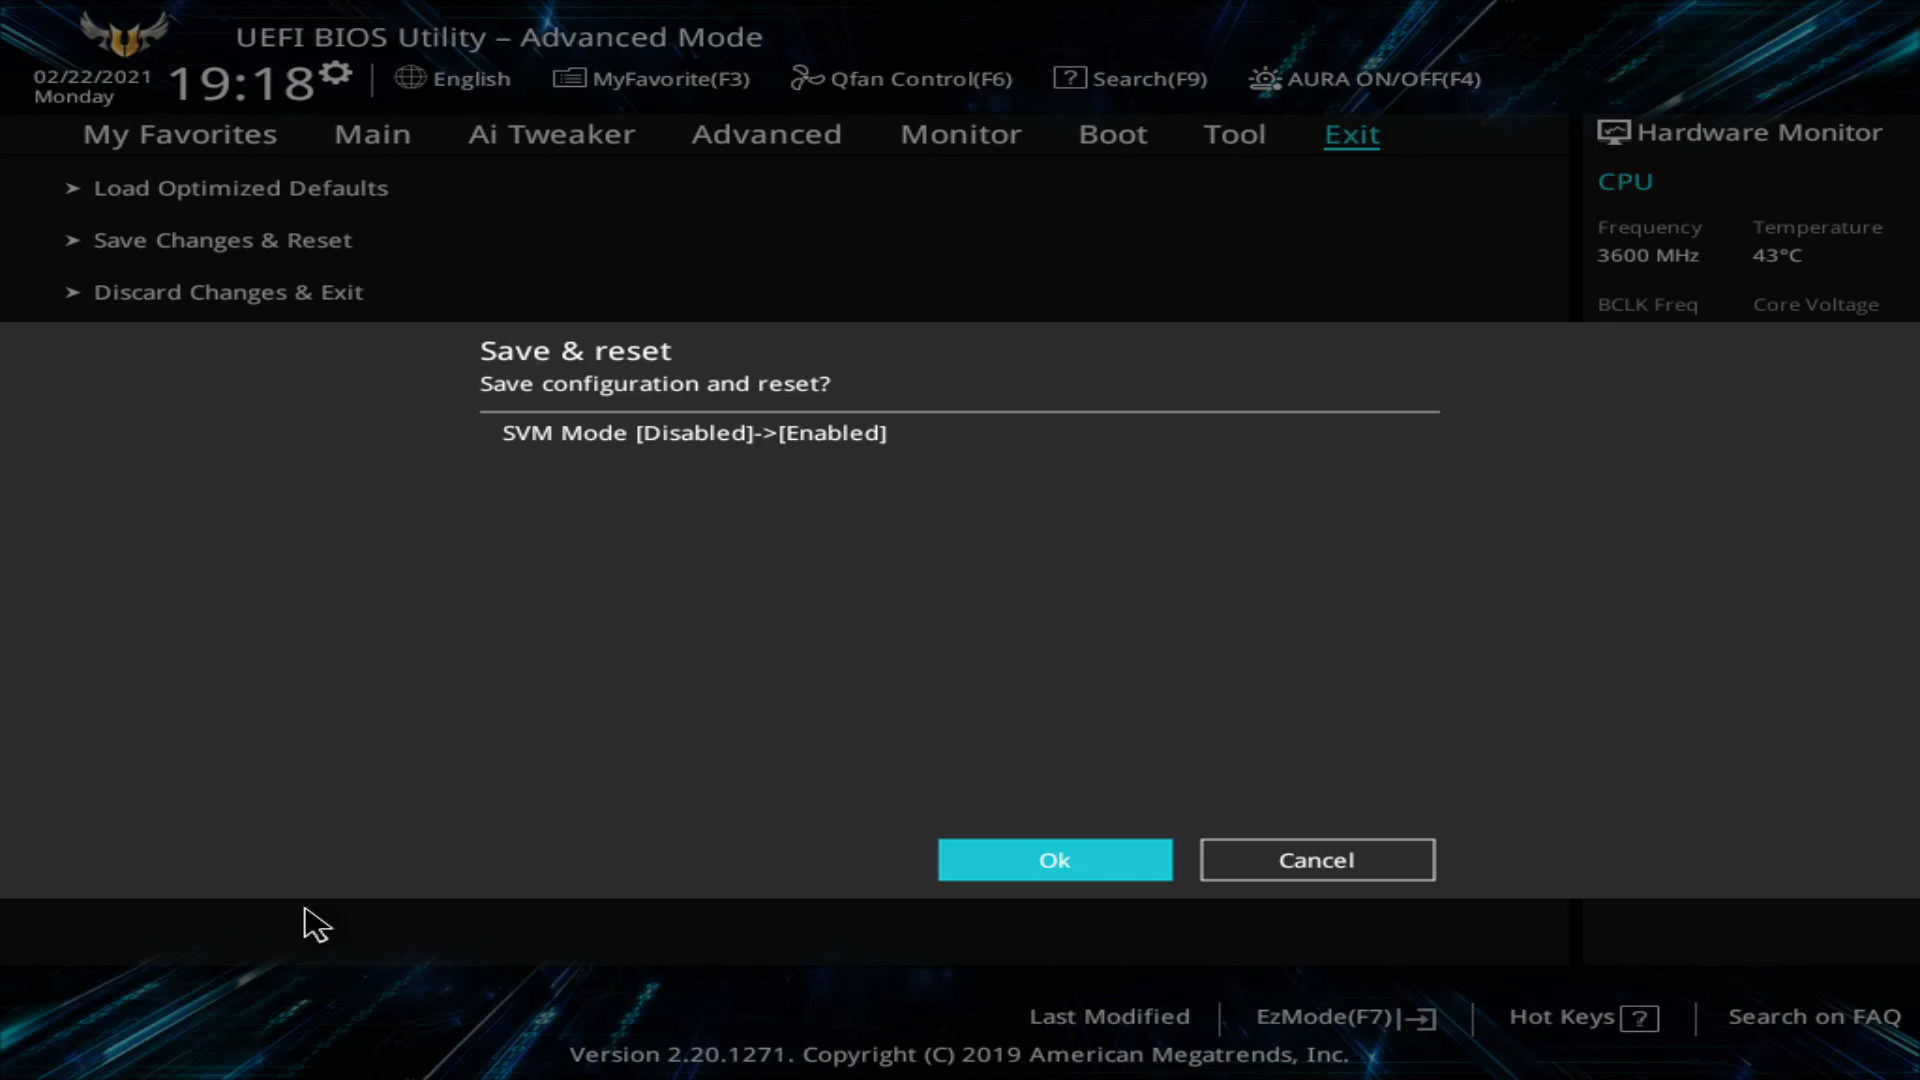 UEFI BIOS Utility – Advanced Mode
02/22/2021
Monday
19:18
English
MyFavorite(F3)
Qfan Control(F6)
? Search(F9)
AURA ON/OFF(F4)
My Favorites
Main
Ai Tweaker
Advanced
Monitor
Boot
Tool
Exit
Hardware Monitor
Load Optimized Defaults
Save Changes & Reset
Discard Changes & Exit
CPU
Frequency
Temperature
3600 MHz
43°C
BCLK Freq
Core Voltage
Save & reset
Save configuration and reset?
SVM Mode [Disabled]->[Enabled]
Ok
Cancel
Last Modified
EzMode(F7)
Hot Keys ?
Search on FAQ
Version 2.20.1271. Copyright (C) 2019 American Megatrends, Inc.